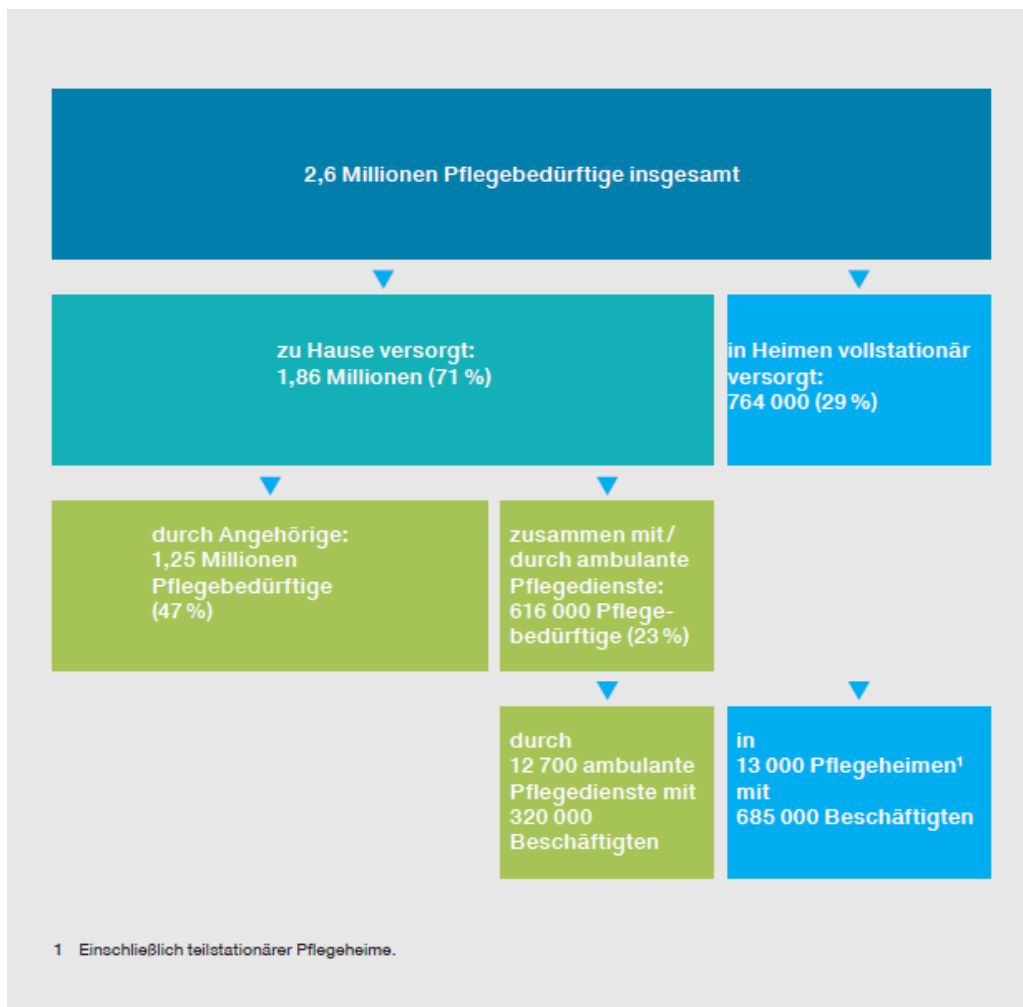 2,6 Millionen Pflegebedürftige insgesamt
zu Hause versorgt:
1,86 Millionen (71 %)
in Heimen vollstationär
versorgt:
764 000 (29 %)
durch Angehörige:
1,25 Millionen
Pflegebedürftige
(47 %)
zusammen mit/
durch ambulante
Pflegedienste:
616 000 Pflege-
bedürftige (23 %)
durch
12 700 ambulante
Pflegedienste mit
320 000
Beschäftigten
in
13 000 Pflegeheimen¹
mit
685 000 Beschäftigten
1 Einschließlich teilstationärer Pflegeheime.